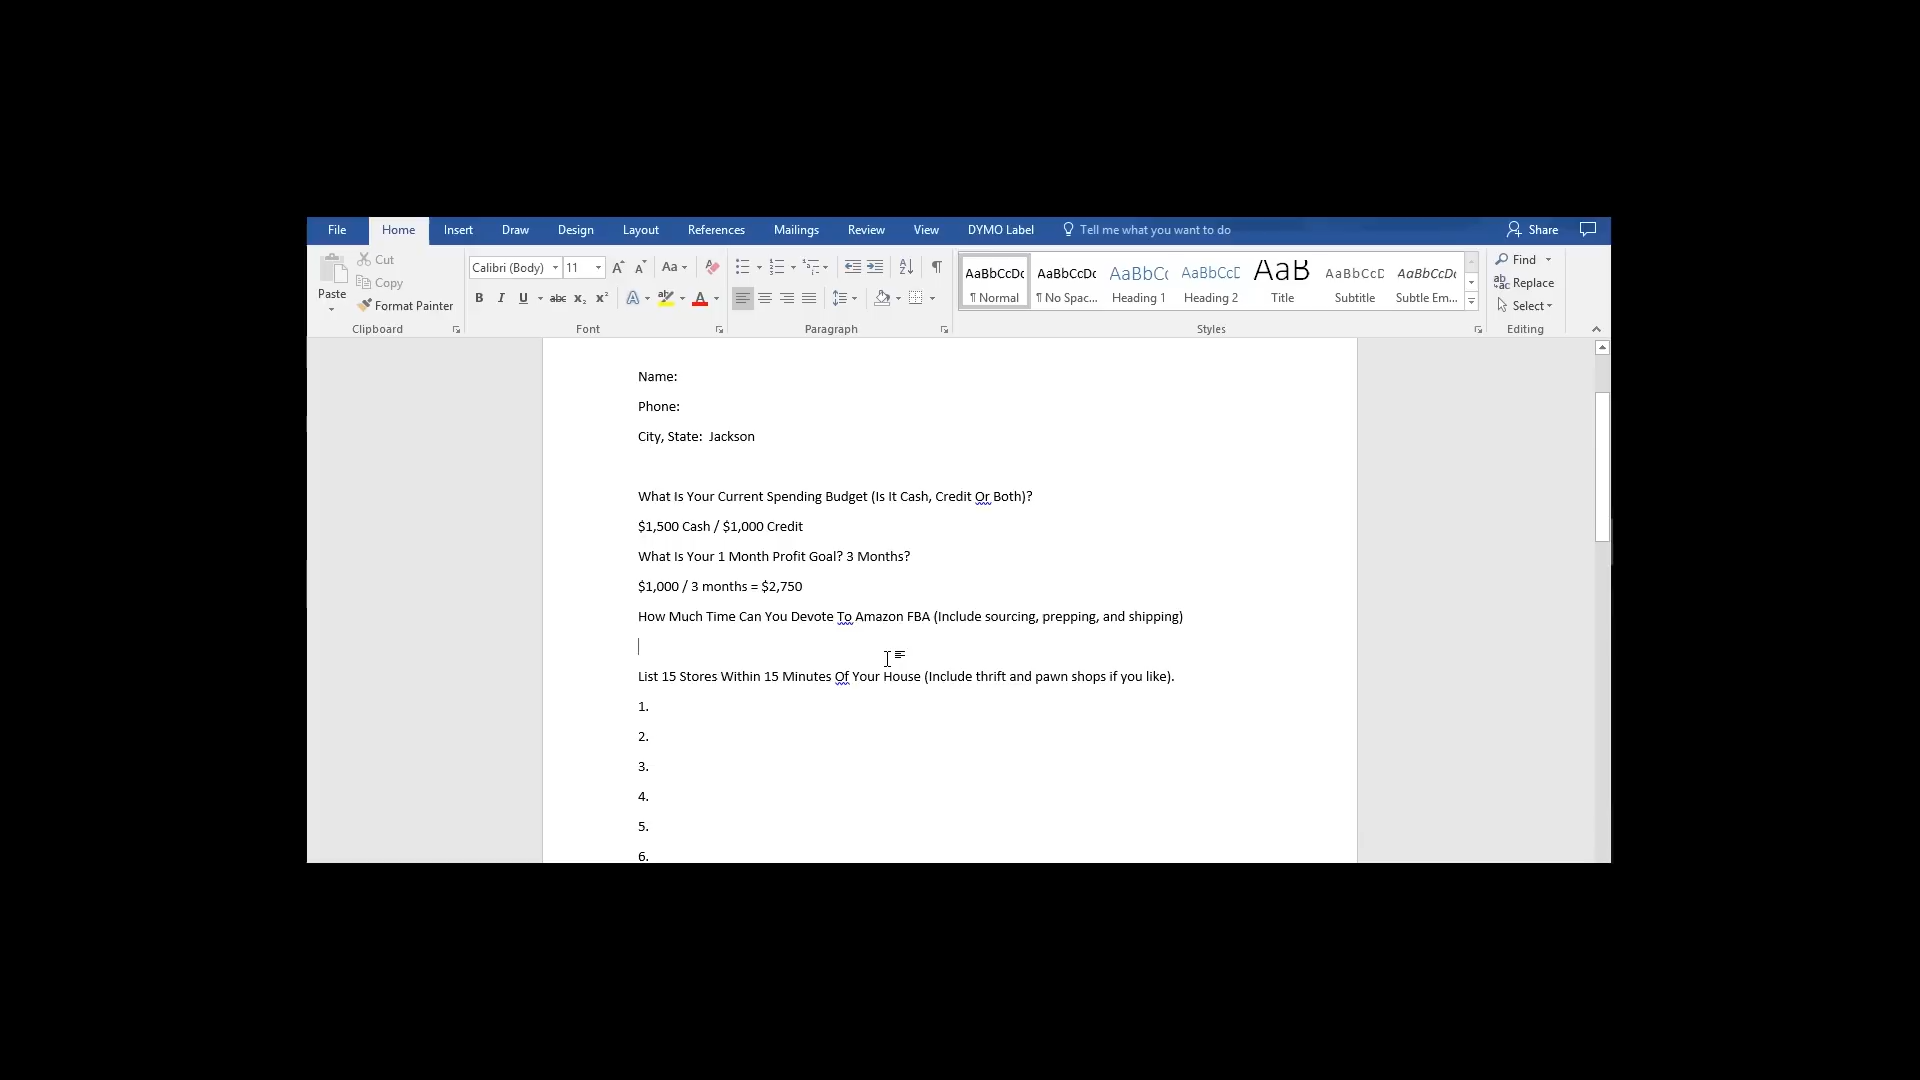 File Home Insert Draw Design Layout References Mailings Review View DYMO Label Tell me what you want to do Share
Cut
Copy
Paste
Format Painter
Clipboard
Calibri (Body) 11
Font
Paragraph
AaBbCcDc AaBbCcDc AaBbCc AaBbCcD AaB AaBbCcD AaBbCcDc
¶ Normal ¶ No Spac... Heading 1 Heading 2 Title Subtitle Subtle Em...
Styles
Find
Replace
Select
Editing
Name:
Phone:
City, State: Jackson
What Is Your Current Spending Budget (Is It Cash, Credit Or Both)?
$1,500 Cash / $1,000 Credit
What Is Your 1 Month Profit Goal? 3 Months?
$1,000 / 3 months = $2,750
How Much Time Can You Devote To Amazon FBA (Include sourcing, prepping, and shipping)
List 15 Stores Within 15 Minutes Of Your House (Include thrift and pawn shops if you like).
1.
2.
3.
4.
5.
6.